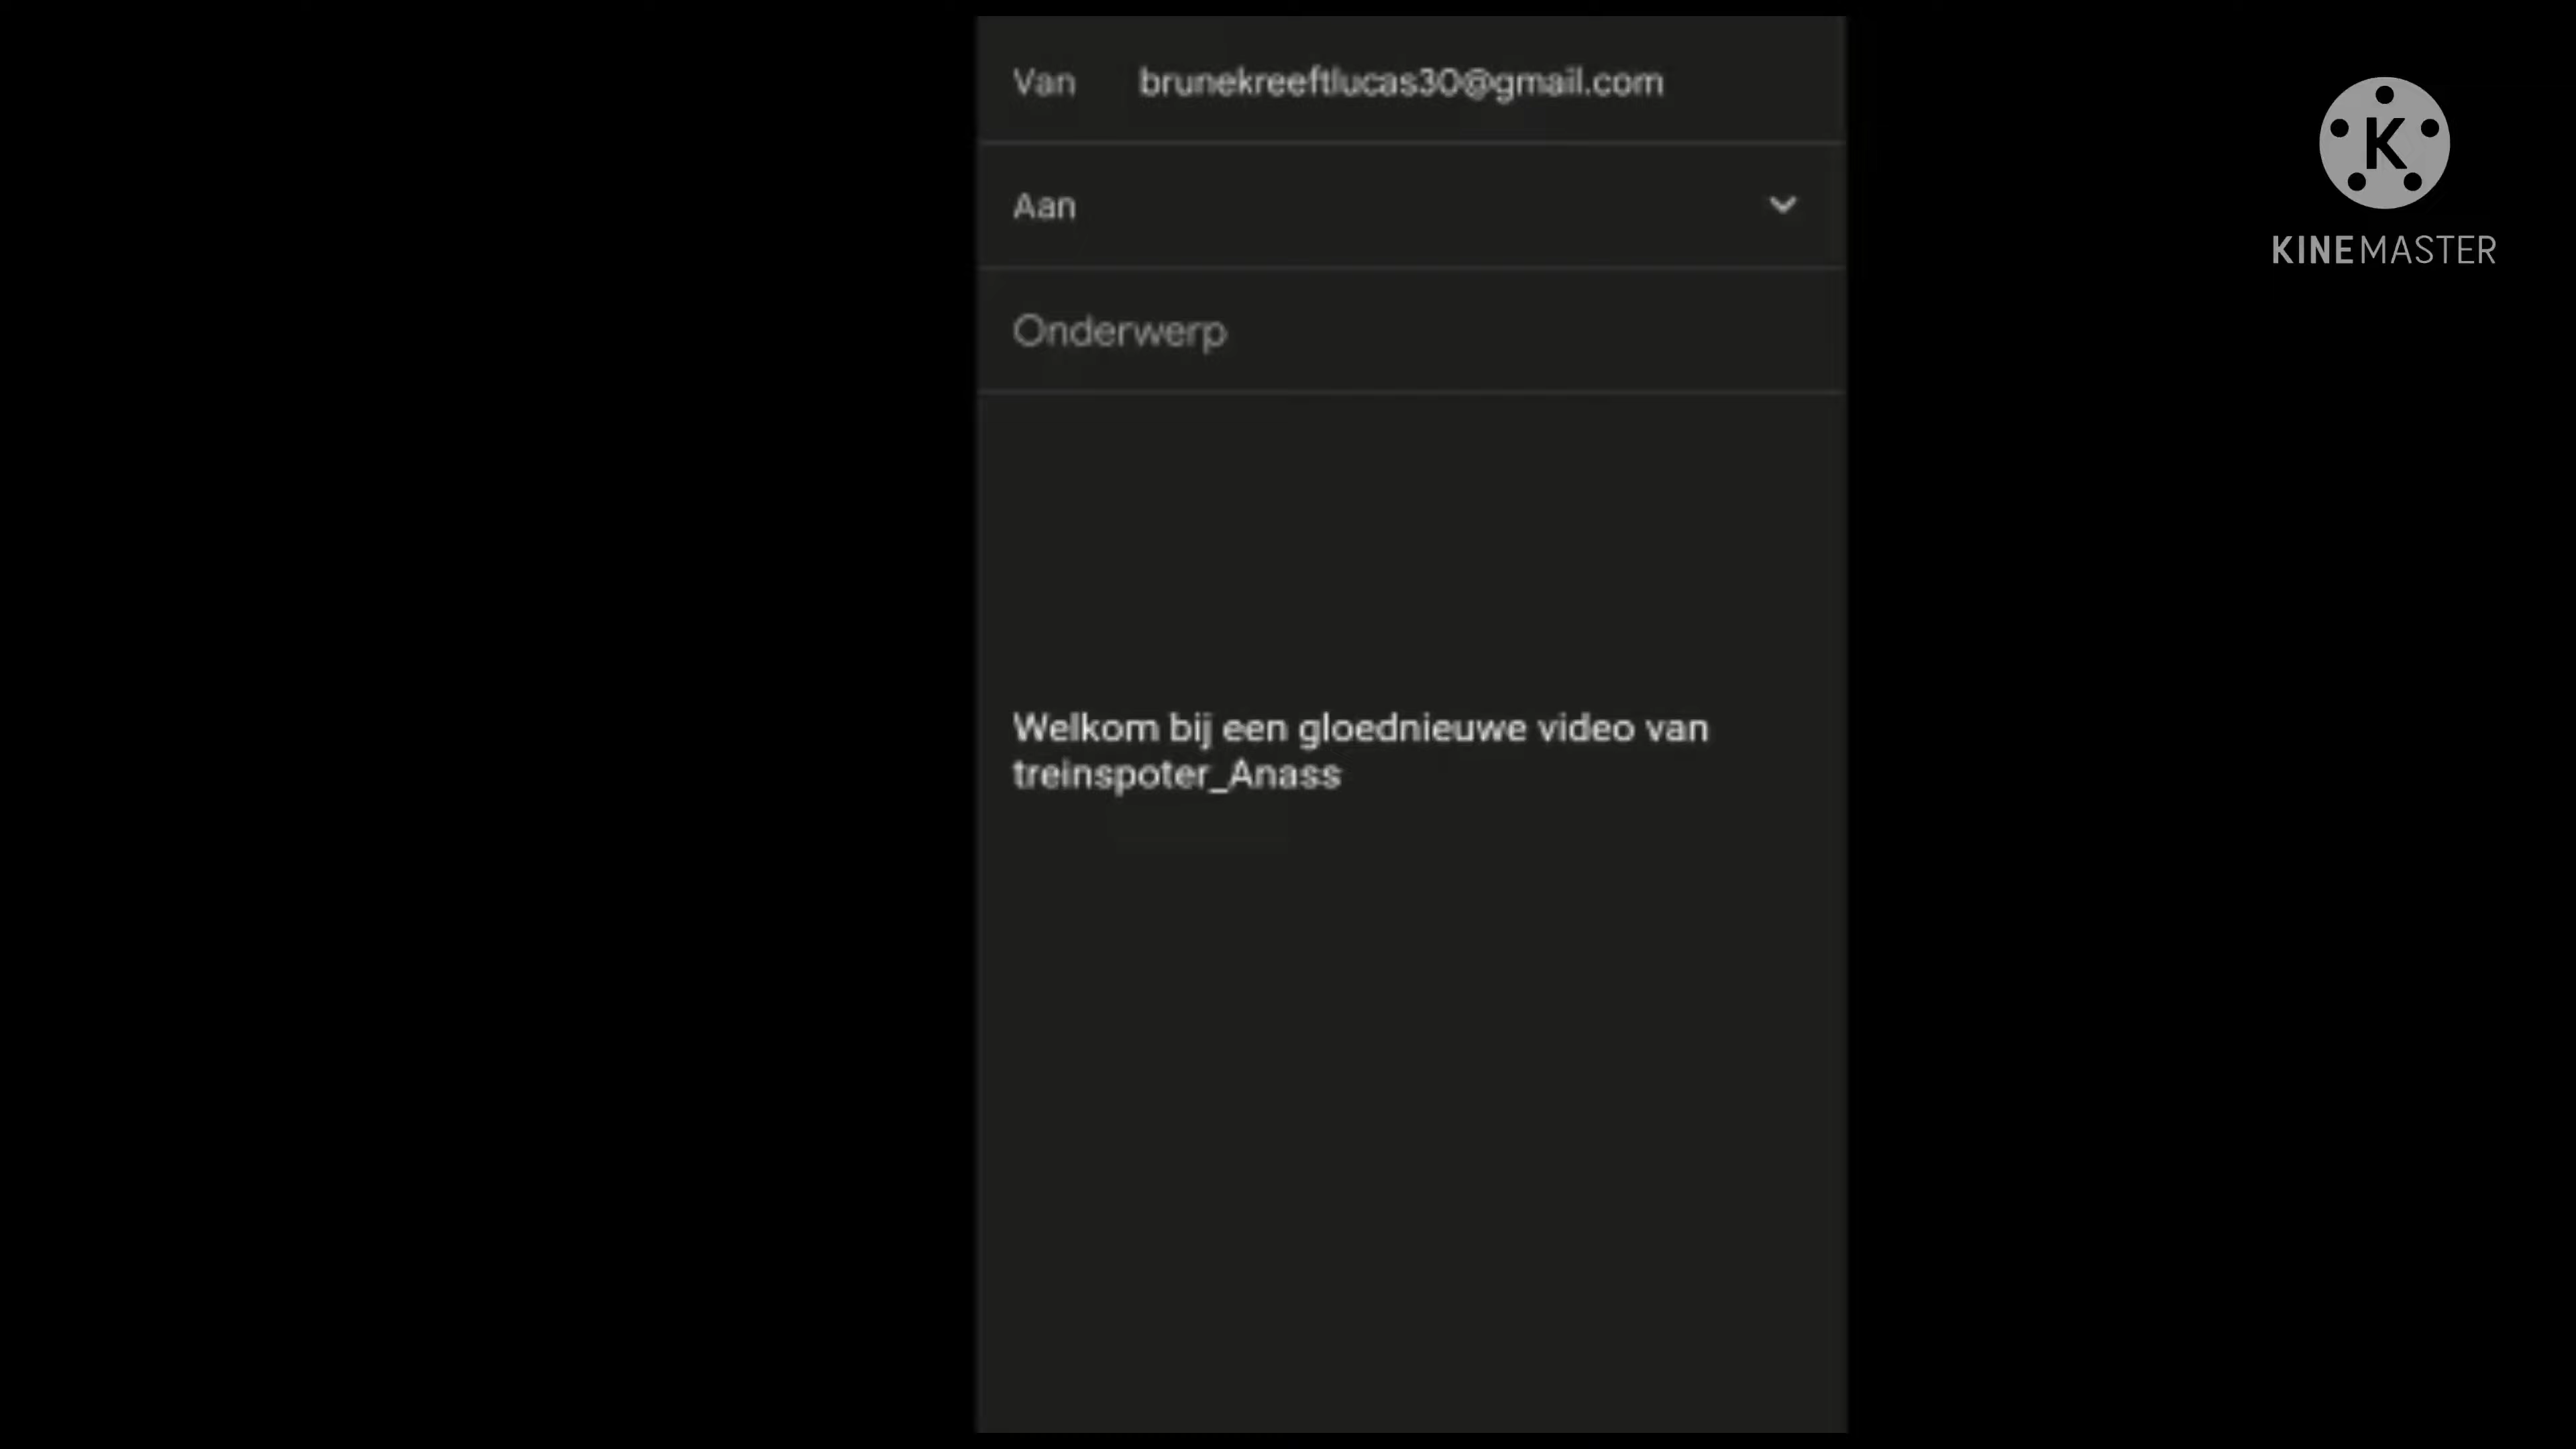 Van brunekreeftlucas30@gmail.com
K
KINEMASTER
Aan
Onderwerp
Welkom bij een gloednieuwe video van
treinspoter_Anass